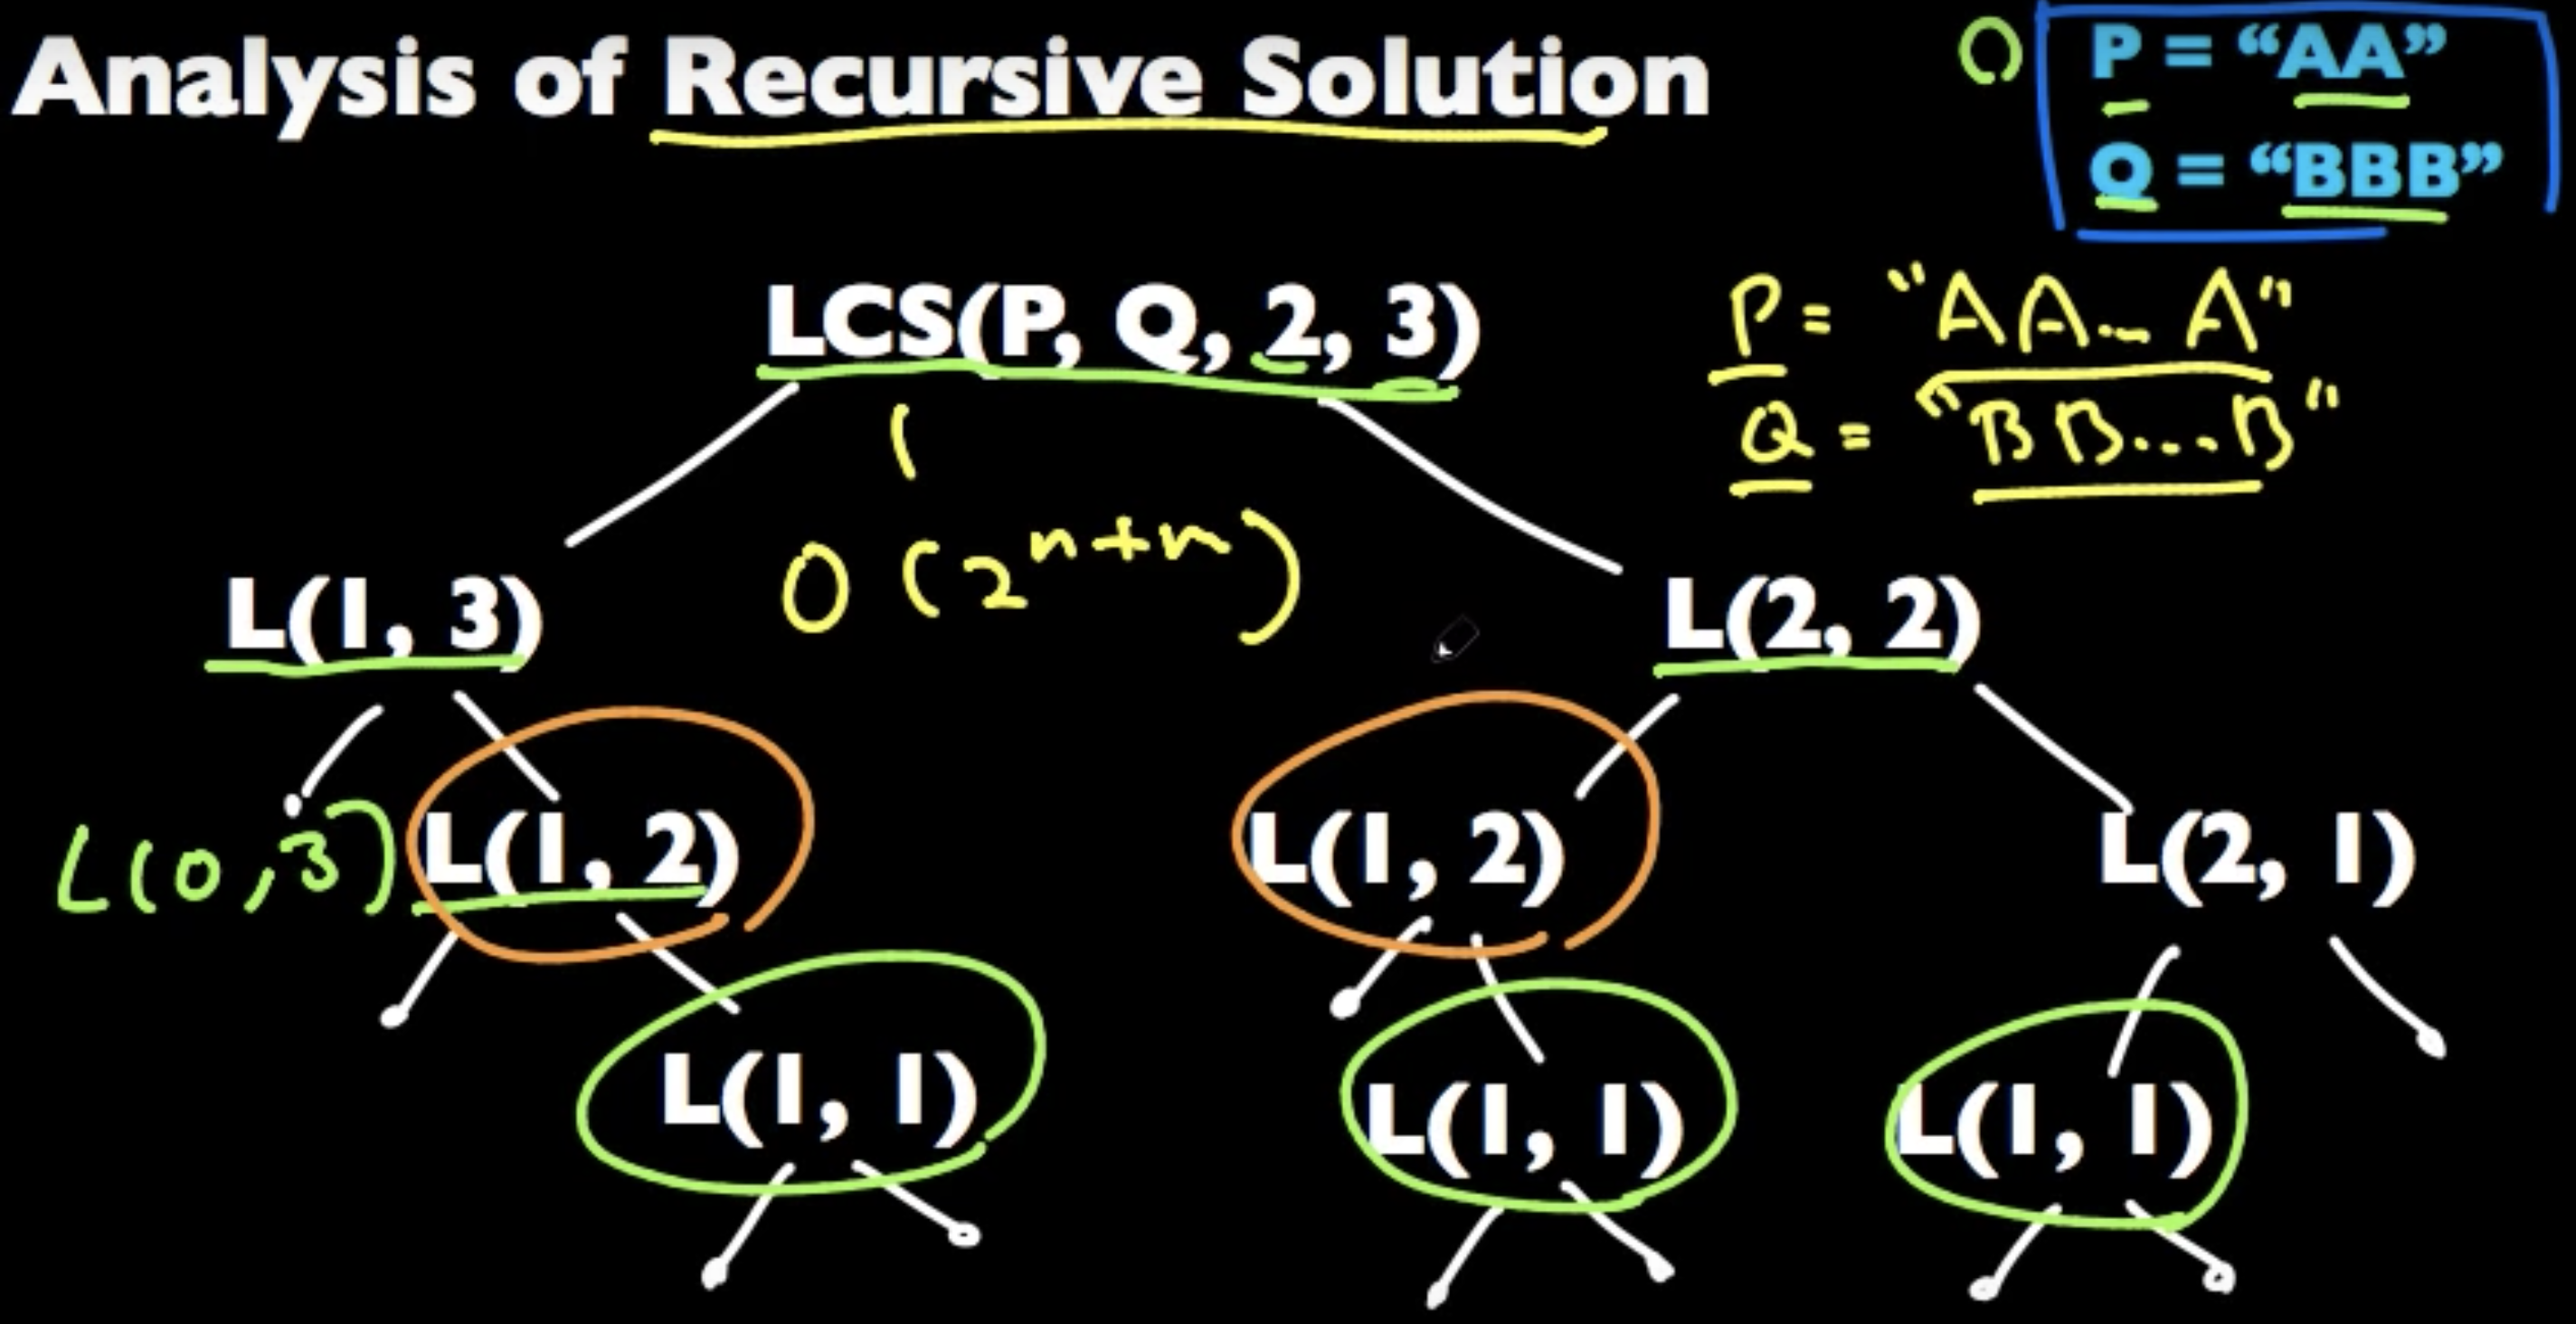 Analysis of Recursive Solution
O P = “AA”
Q = “BBB”
LCS(P, Q, 2, 3)
P = "AA... A"
Q = "BB...B"
O(2^n+n)
L(1, 3)
L(2, 2)
L(0,3)
L(1, 2)
L(1, 2)
L(2, 1)
L(1, 1)
L(1, 1)
L(1, 1)